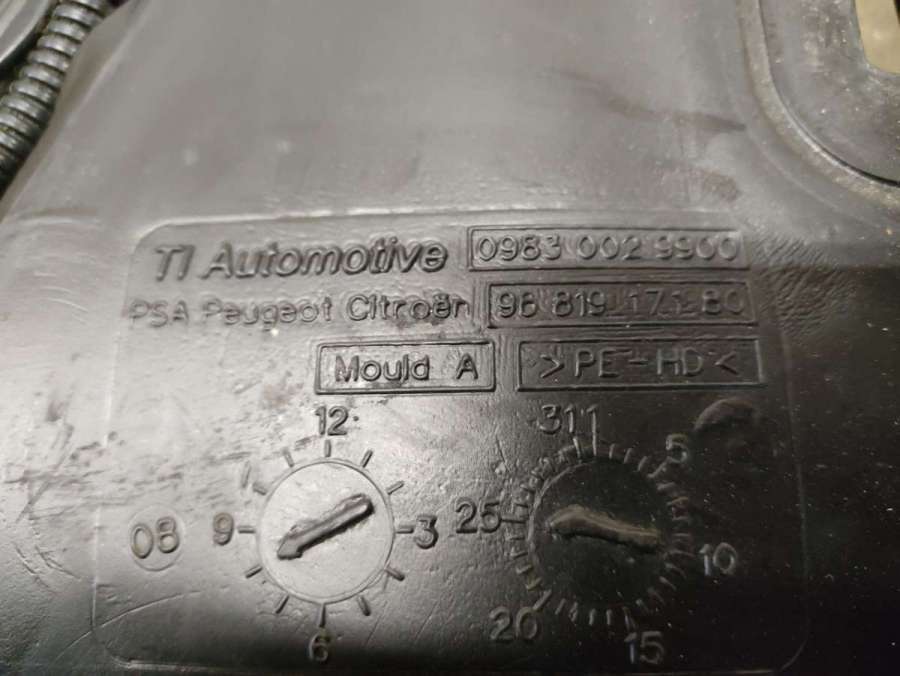 TI Automotive 0983 002 9900
PSA Peugeot Citroën 96 819 171 80
Mould A >PE-HD<
12
31 1
5
08 9 3 25
10
20
6 15